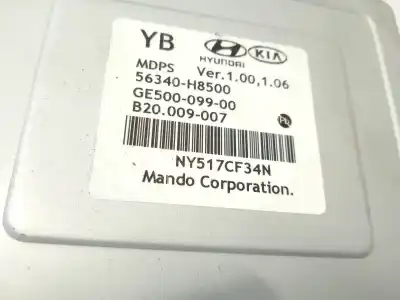 YB HYUNDAI KIA
MDPS Ver.1.00,1.06
56340-H8500
GE500-099-00
B20.009-007
Pb
NY517CF34N
Mando Corporation.